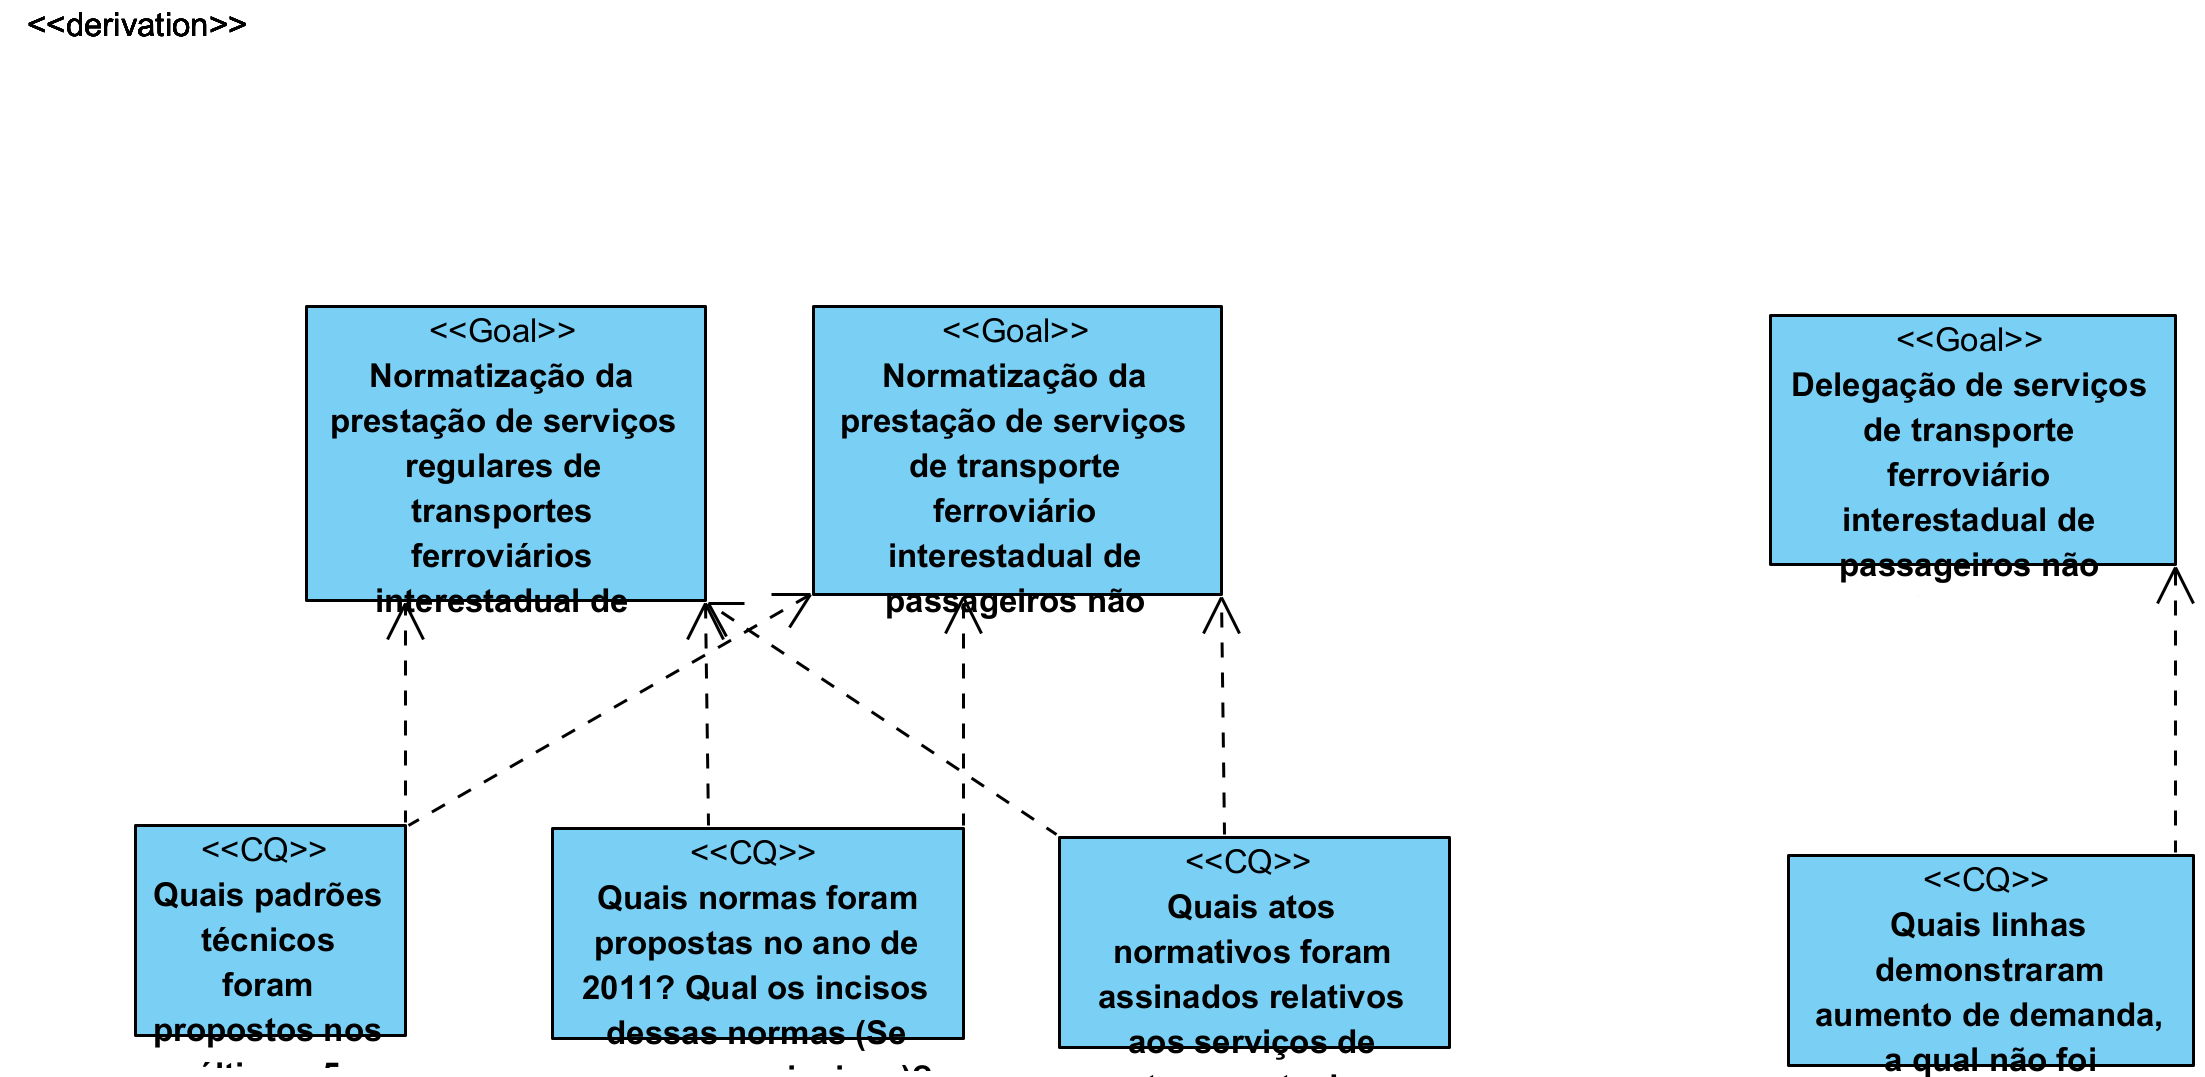 <<derivation>>
<<Goal>>
Normatização da
prestação de serviços
regulares de
transportes
ferroviários
interestadual de
<<Goal>>
Normatização da
prestação de serviços
de transporte
ferroviário
interestadual de
passageiros não
<<Goal>>
Delegação de serviços
de transporte
ferroviário
interestadual de
passageiros não
<<CQ>>
Quais padrões
técnicos
foram
propostos nos
<<CQ>>
Quais normas foram
propostas no ano de
2011? Qual os incisos
dessas normas (Se
<<CQ>>
Quais atos
normativos foram
assinados relativos
aos serviços de
<<CQ>>
Quais linhas
demonstraram
aumento de demanda,
a qual não foi